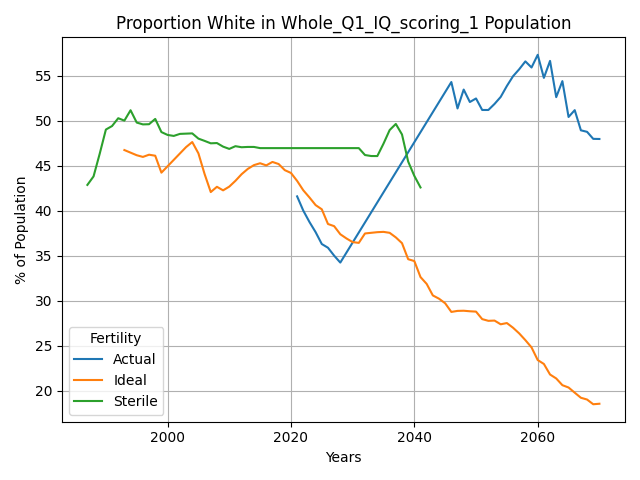 Proportion White in Whole_Q1_IQ_scoring_1 Population
% of Population
55
50
45
40
35
30
25
20
Fertility
Actual
Ideal
Sterile
2000
2020
2040
2060
Years